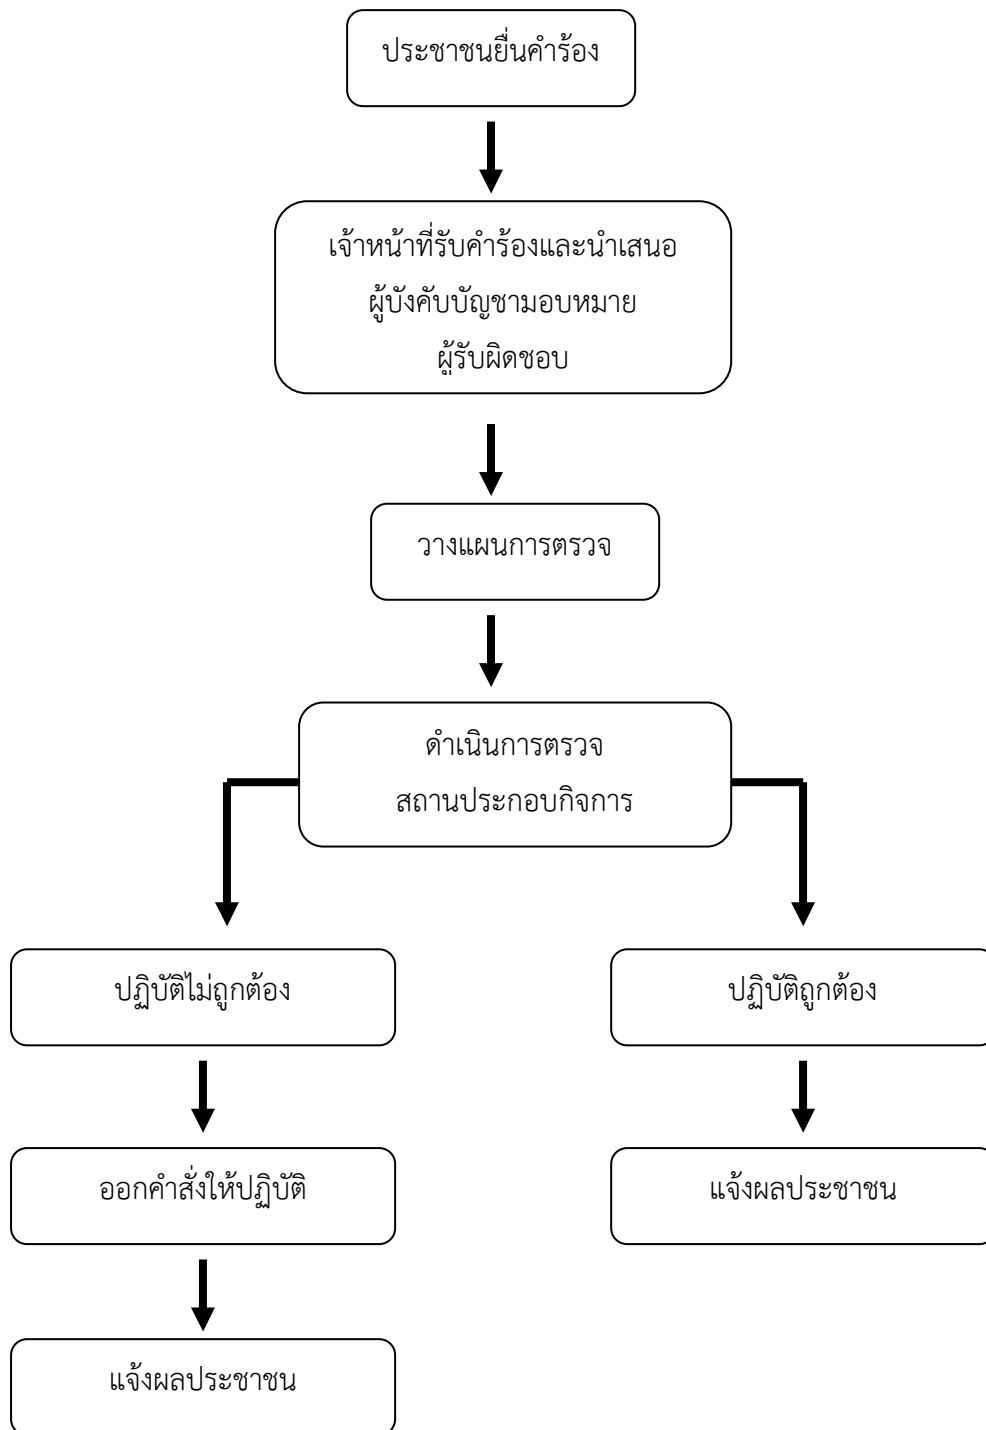 ประชาชนยื่นคำร้อง
เจ้าหน้าที่รับคำร้องและนำเสนอ
ผู้บังคับบัญชามอบหมาย
ผู้รับผิดชอบ
วางแผนการตรวจ
ดำเนินการตรวจ
สถานประกอบกิจการ
ปฏิบัติไม่ถูกต้อง
ปฏิบัติถูกต้อง
ออกคำสั่งให้ปฏิบัติ
แจ้งผลประชาชน
แจ้งผลประชาชน